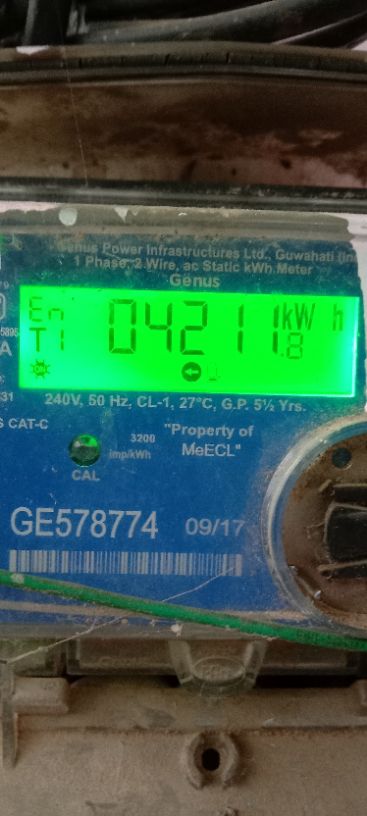 Genus Power Infrastructures Ltd., Guwahati (In
1 Phase, 2 Wire, ac Static kWh Meter
Genus
En 04211.8 kW h
T1
240V, 50 Hz, CL-1, 27°C, G.P. 5½ Yrs.
CAT-C
3200 imp/kWh
"Property of
MeECL"
CAL
GE578774 09/17